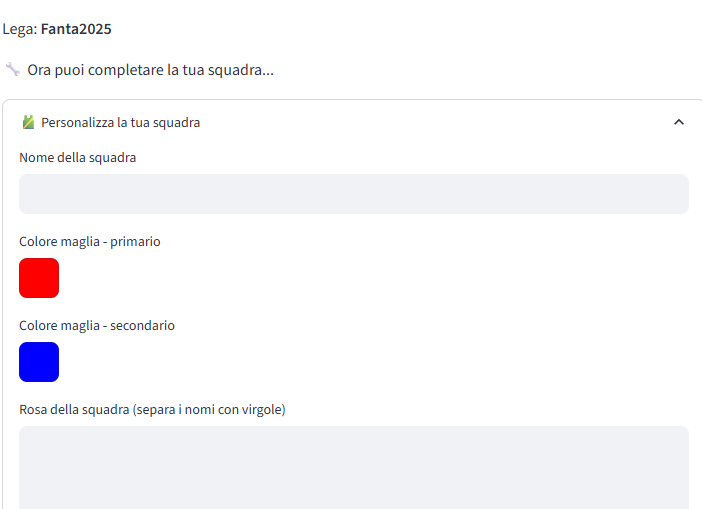 Lega: Fanta2025
Ora puoi completare la tua squadra...
Personalizza la tua squadra
Nome della squadra
Colore maglia - primario
Colore maglia - secondario
Rosa della squadra (separa i nomi con virgole)